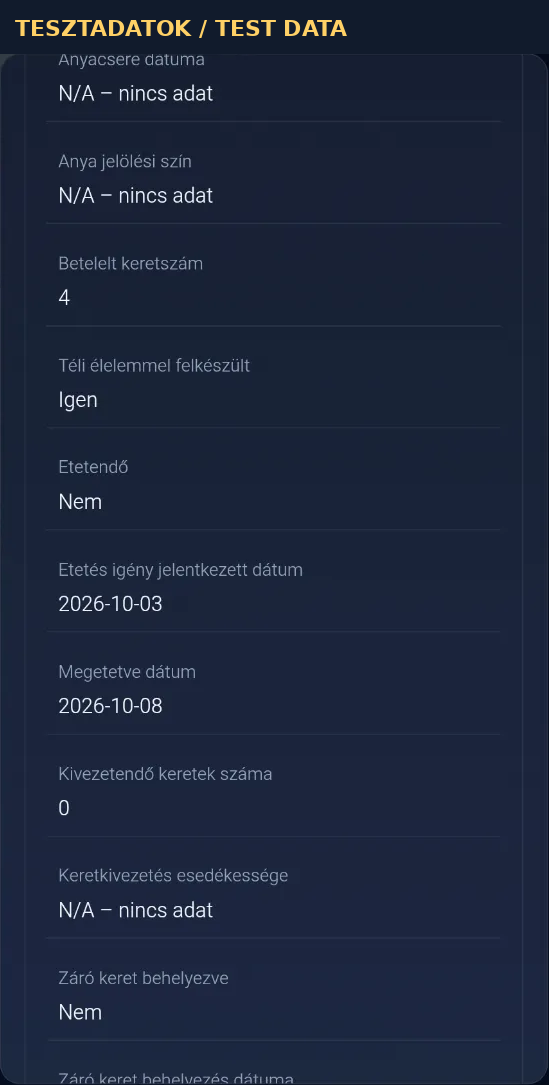 TESZTADATOK / TEST DATA
Anyacsere dátuma
N/A – nincs adat
Anya jelölési szín
N/A – nincs adat
Betelelt keretszám
4
Téli élelemmel felkészült
Igen
Etetendő
Nem
Etetés igény jelentkezett dátum
2026-10-03
Megetetve dátum
2026-10-08
Kivezetendő keretek száma
0
Keretkivezetés esedékessége
N/A – nincs adat
Záró keret behelyezve
Nem
Záró keret behelyezés dátuma